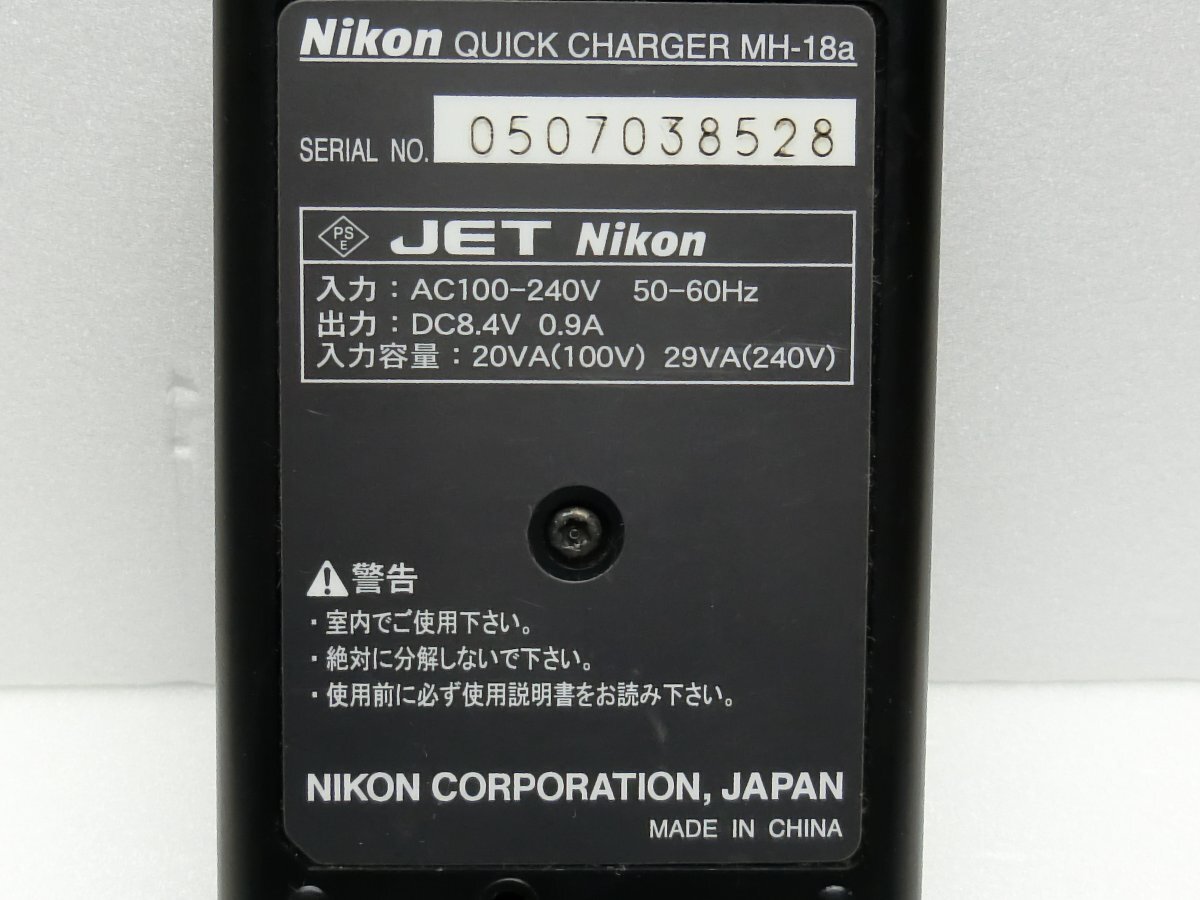 Nikon QUICK CHARGER MH-18a
SERIAL NO. 0507038528
PS E JET Nikon
入力：AC100-240V 50-60Hz
出力：DC8.4V 0.9A
入力容量：20VA(100V) 29VA(240V)
警告
・室内でご使用下さい。
・絶対に分解しないで下さい。
・使用前に必ず使用説明書をお読み下さい。
NIKON CORPORATION, JAPAN
MADE IN CHINA